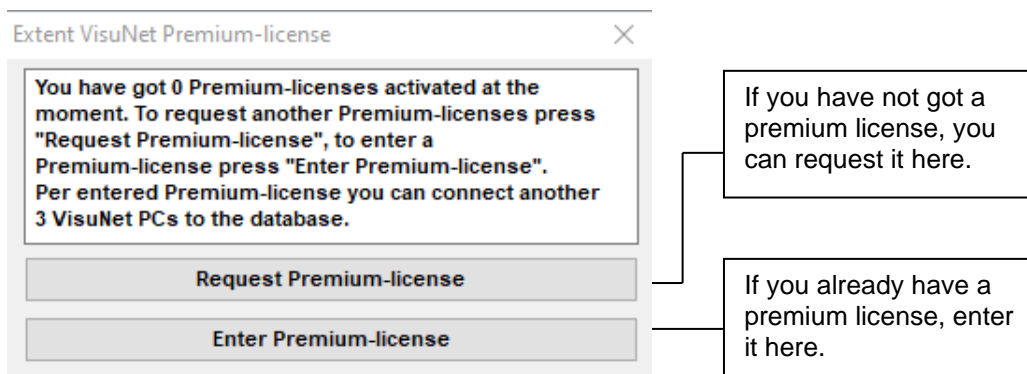 Extent VisuNet Premium-license
You have got 0 Premium-licenses activated at the
moment. To request another Premium-licenses press
"Request Premium-license", to enter a
Premium-license press "Enter Premium-license".
Per entered Premium-license you can connect another
3 VisuNet PCs to the database.
Request Premium-license
Enter Premium-license
If you have not got a
premium license, you
can request it here.
If you already have a
premium license, enter
it here.